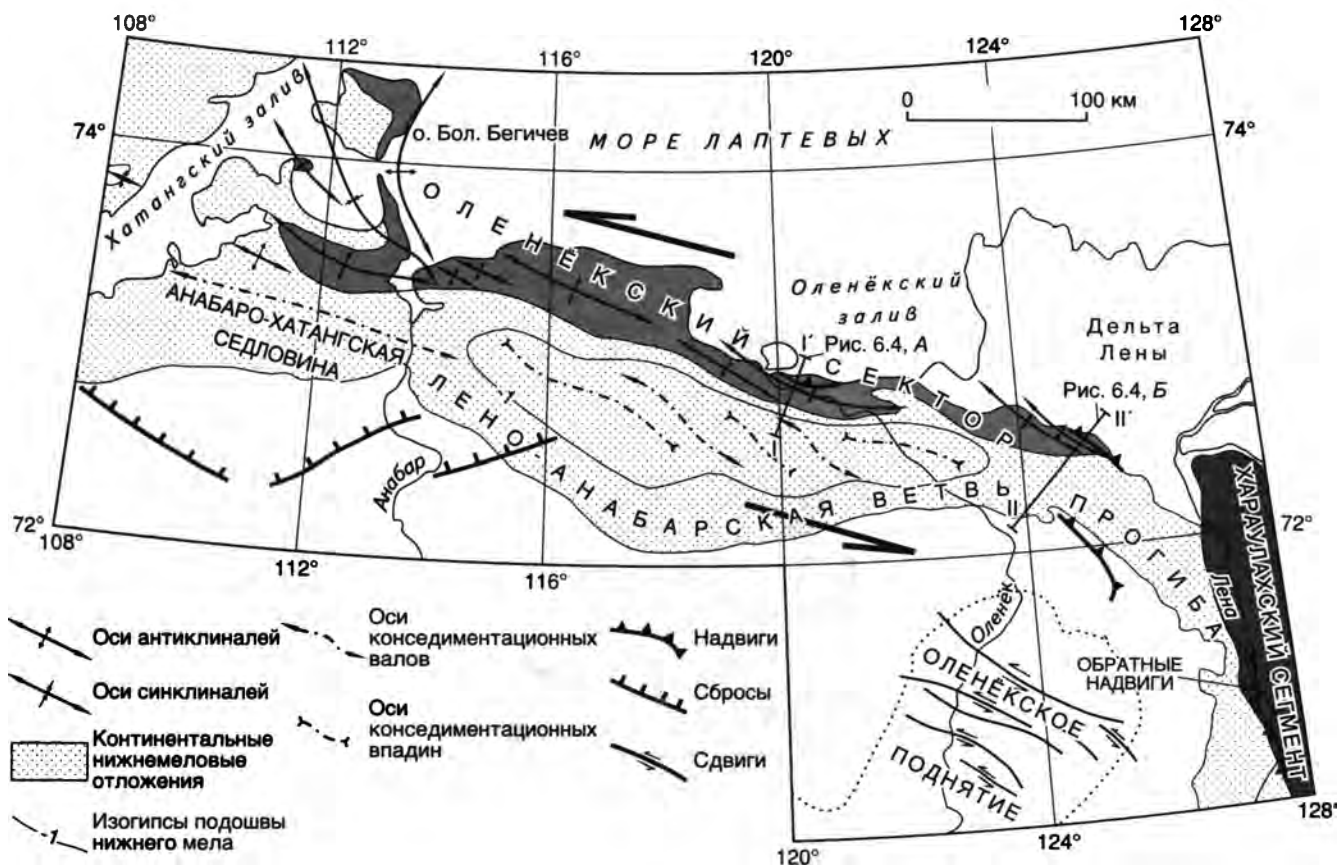 108°
112°
116°
120°
124°
128°
0
100 км
74°
74°
Хатангский залив
о. Бол. Бегичев
МОРЕ ЛАПТЕВЫХ
ОЛЕНЁКСКИЙ СЕКТОР
Оленёкский
залив
I′
Рис. 6.4, А
Дельта
Лены
Рис. 6.4, Б
II′
АНАБАРО-ХАТАНГСКАЯ
СЕДЛОВИНА
-1
I
ЛЕНО-АНАБАРСКАЯ ВЕТВЬ ПРОГИБА
II
Анабар
72°
72°
108°
112°
116°
Лена
ХАРАУЛАХСКИЙ СЕГМЕНТ
Оленёк
ОБРАТНЫЕ
НАДВИГИ
ОЛЕНЁКСКОЕ
ПОДНЯТИЕ
120°
124°
128°
Оси антиклиналей
Оси синклиналей
Континентальные
нижнемеловые
отложения
-1
Изогипсы подошвы
нижнего мела
Оси
конседиментационных
валов
Оси
конседиментационных
впадин
Надвиги
Сбросы
Сдвиги